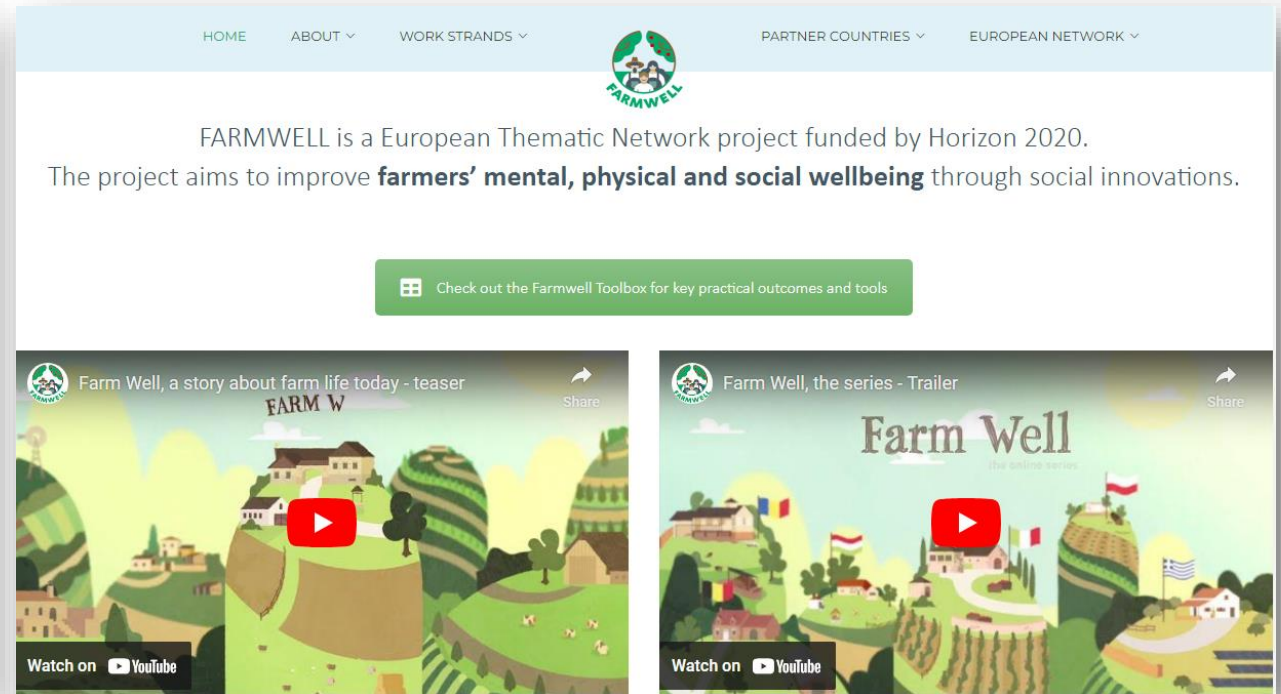 HOME ABOUT WORK STRANDS PARTNER COUNTRIES EUROPEAN NETWORK
FARMWELL
FARMWELL is a European Thematic Network project funded by Horizon 2020.
The project aims to improve farmers' mental, physical and social wellbeing through social innovations.
Check out the Farmwell Toolbox for key practical outcomes and tools
FARMWELL
Farm Well, a story about farm life today - teaser
Share
FARM W
Watch on YouTube
FARMWELL
Farm Well, the series - Trailer
Share
Farm Well
the online series
Watch on YouTube